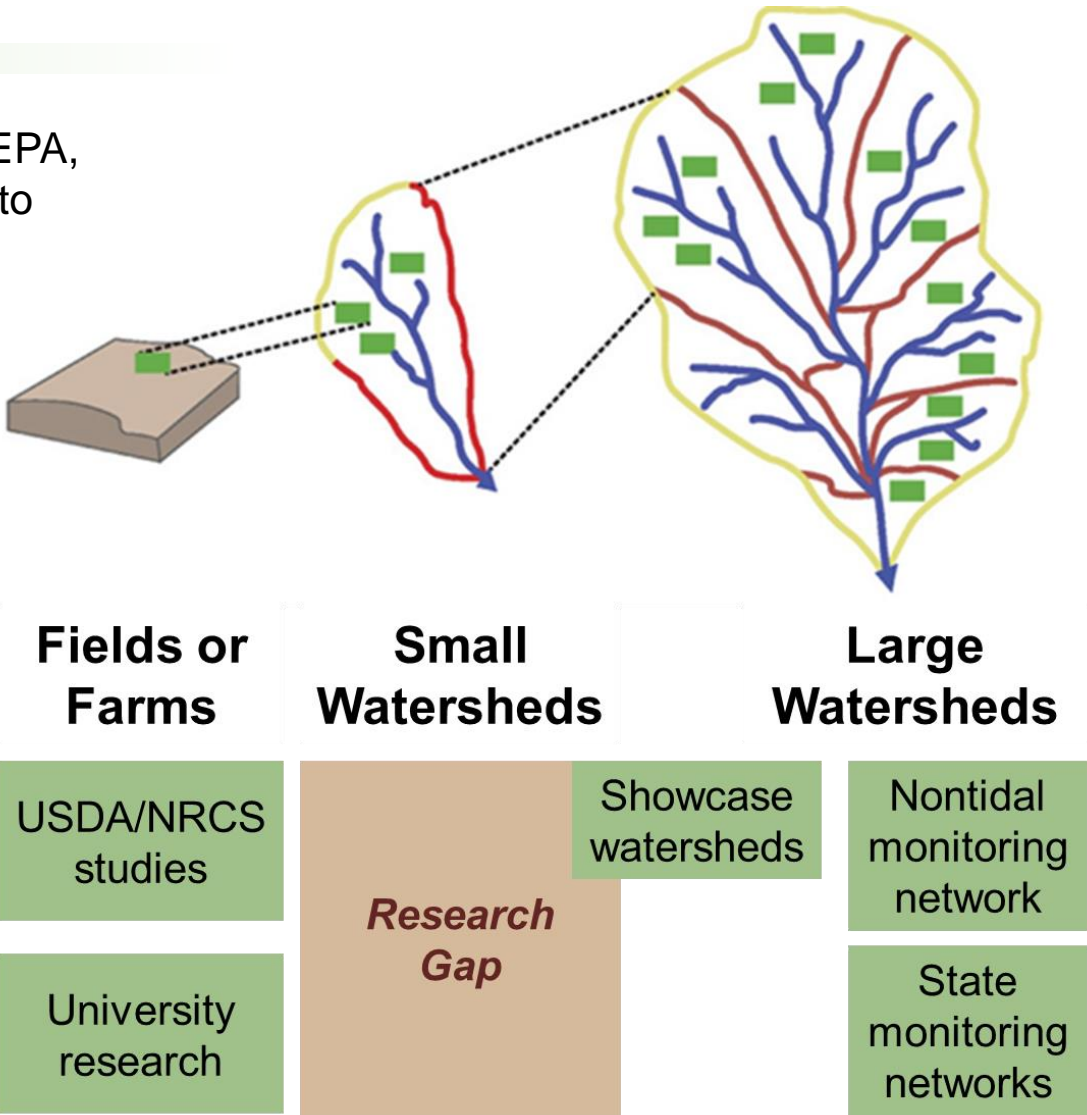 EPA,
to
Fields or
Farms
Small
Watersheds
Large
Watersheds
USDA/NRCS
studies
Showcase
watersheds
Nontidal
monitoring
network
Research
Gap
University
research
State
monitoring
networks